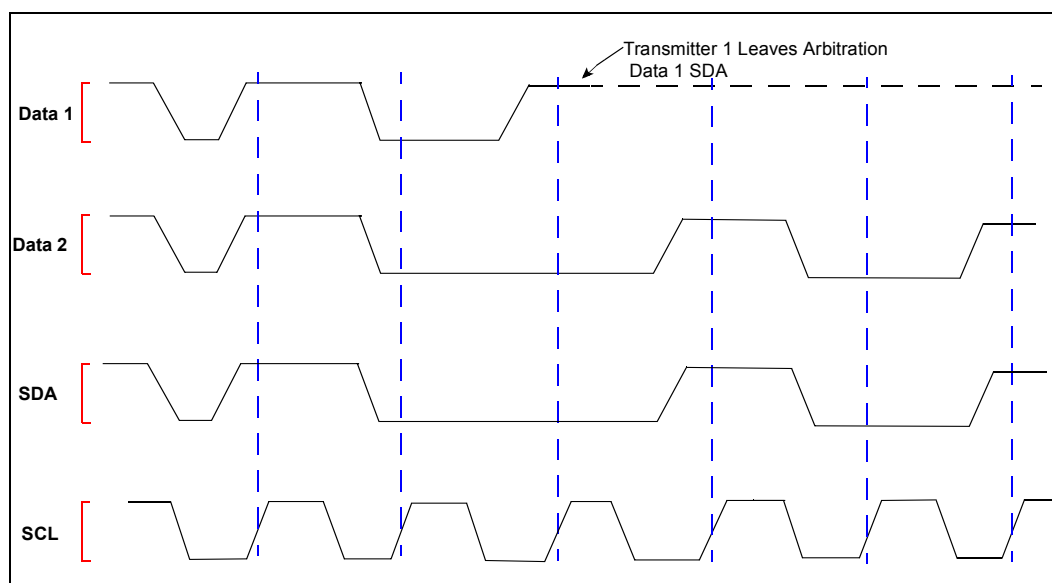 Transmitter 1 Leaves Arbitration
Data 1 SDA
Data 1
Data 2
SDA
SCL